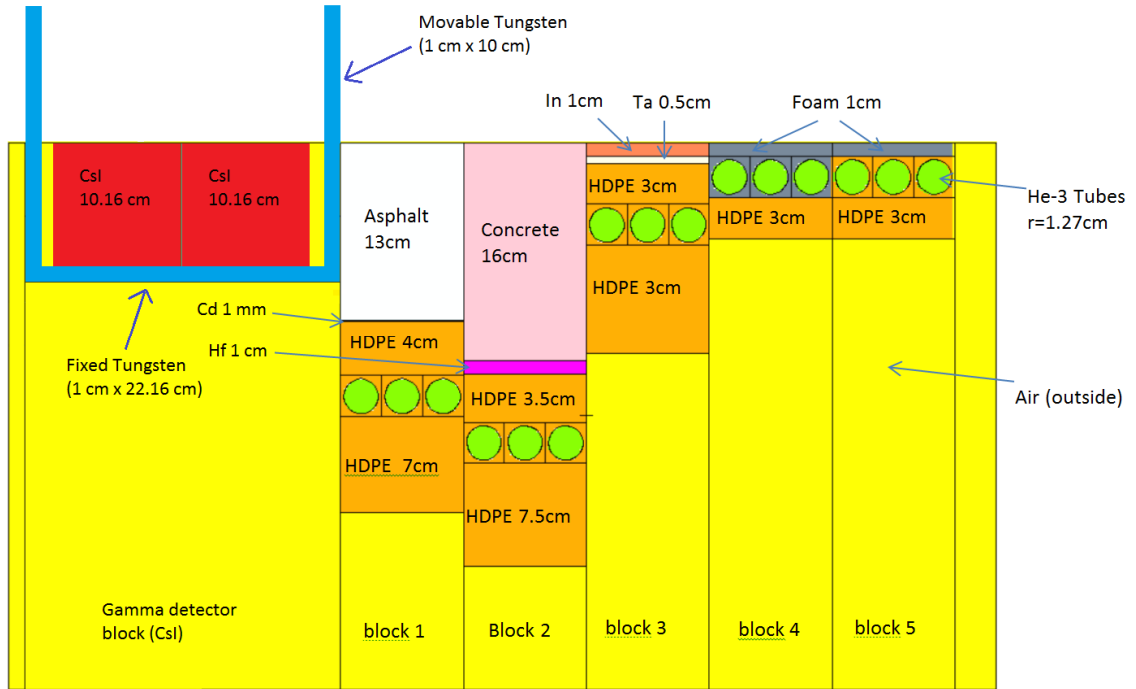 Movable Tungsten
(1 cm x 10 cm)
In 1cm
Ta 0.5cm
Foam 1cm
CsI
10.16 cm
CsI
10.16 cm
Asphalt
13cm
Concrete
16cm
HDPE 3cm
HDPE 3cm
HDPE 3cm
HDPE 3cm
He-3 Tubes
r=1.27cm
Cd 1 mm
Hf 1 cm
HDPE 4cm
HDPE 3.5cm
Fixed Tungsten
(1 cm x 22.16 cm)
Air (outside)
HDPE 7cm
HDPE 7.5cm
Gamma detector
block (CsI)
block 1
Block 2
block 3
block 4
block 5